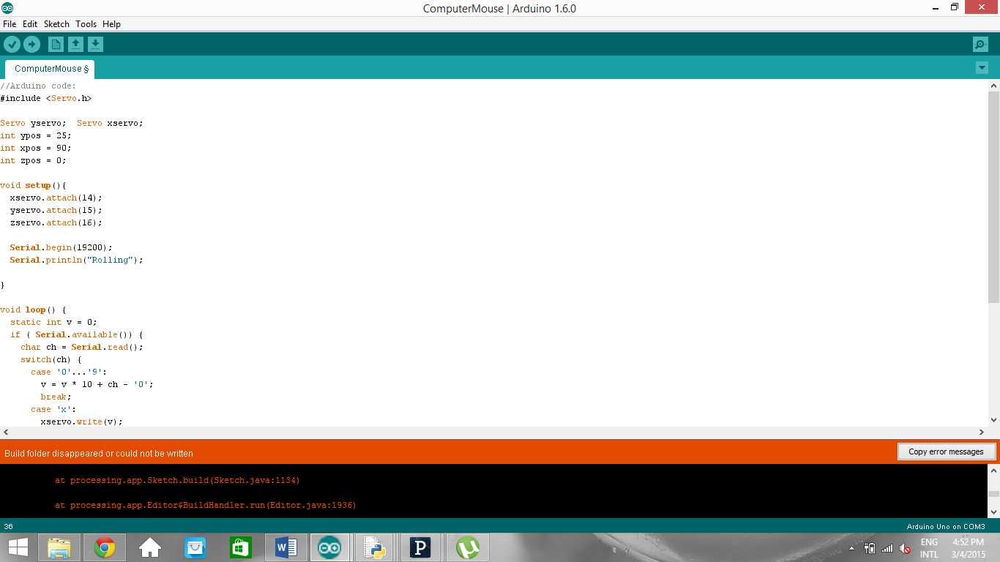 ComputerMouse | Arduino 1.6.0
File Edit Sketch Tools Help
ComputerMouse §
//Arduino code:
#include <Servo.h>
Servo yservo;  Servo xservo;
int ypos = 25;
int xpos = 90;
int zpos = 0;
void setup(){
  xservo.attach(14);
  yservo.attach(15);
  zservo.attach(16);
  Serial.begin(19200);
  Serial.println("Rolling");
}
void loop() {
  static int v = 0;
  if ( Serial.available()) {
    char ch = Serial.read();
    switch(ch) {
      case '0'...'9':
        v = v * 10 + ch - '0';
        break;
      case 'x':
        xservo.write(v);
Build folder disappeared or could not be written
Copy error messages
at processing.app.Sketch.build(Sketch.java:1134)
at processing.app.Editor$BuildHandler.run(Editor.java:1936)
36
Arduino Uno on COM3
ENG 4:52 PM
INTL 3/4/2015